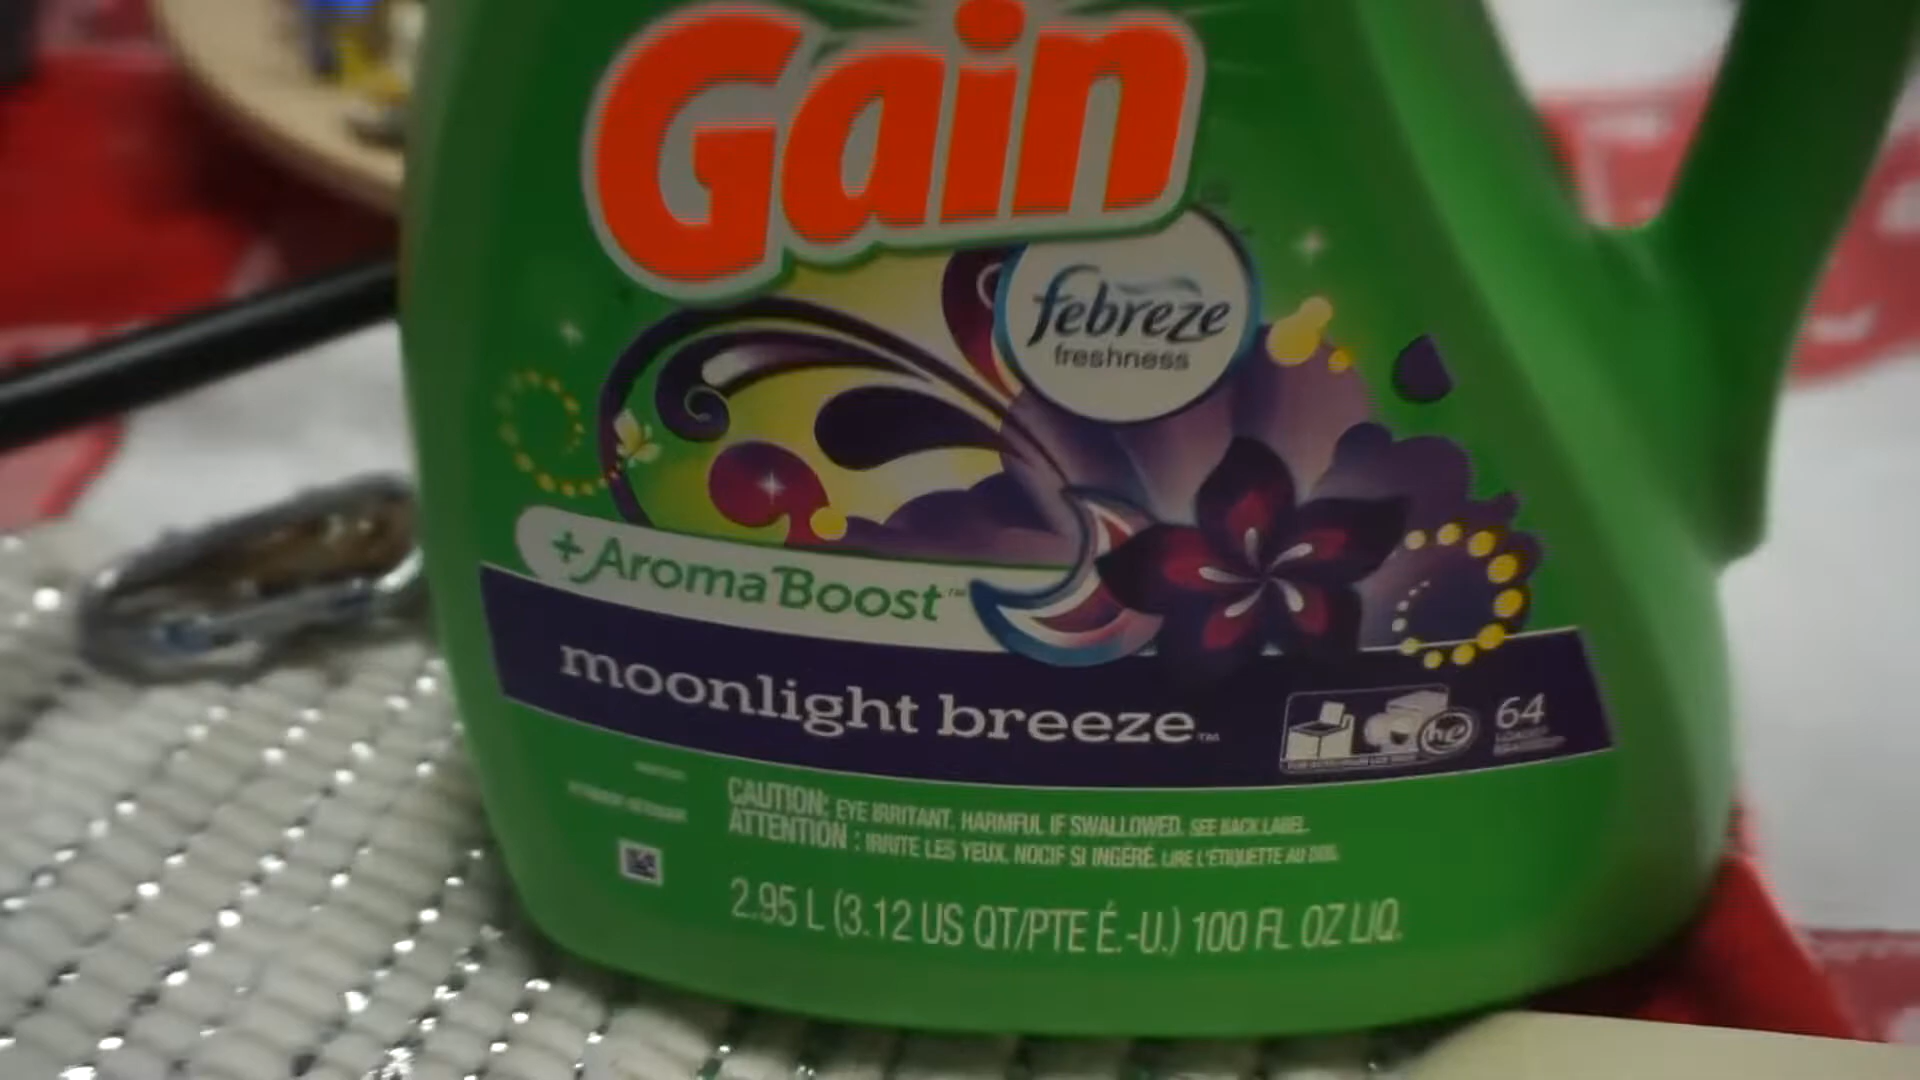 Gain
febreze
freshness
+ AromaBoost™
moonlight breeze™
he
64
CAUTION: EYE IRRITANT. HARMFUL IF SWALLOWED. SEE BACK LABEL.
ATTENTION : IRRITE LES YEUX. NOCIF SI INGÉRÉ. LIRE L'ÉTIQUETTE AU DOS.
2.95 L (3.12 US QT/PTE É.-U.) 100 FL OZ LIQ.